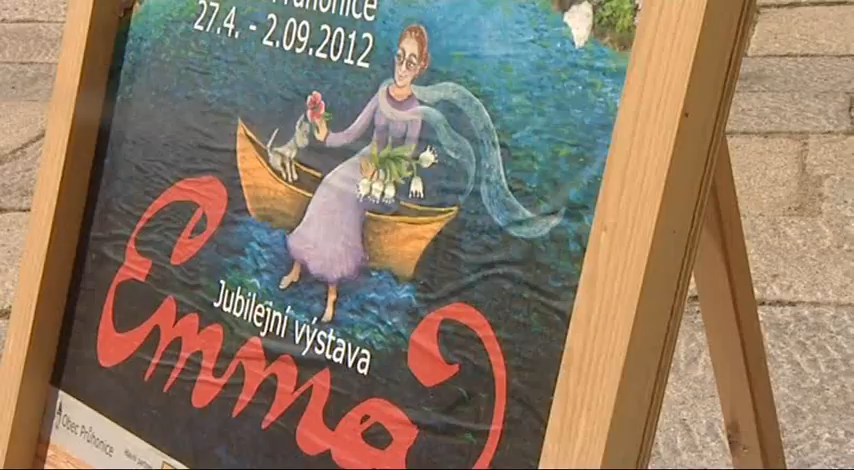 Průhonice
27.4. - 2.09.2012
Jubilejní výstava
Emma
Obec Průhonice